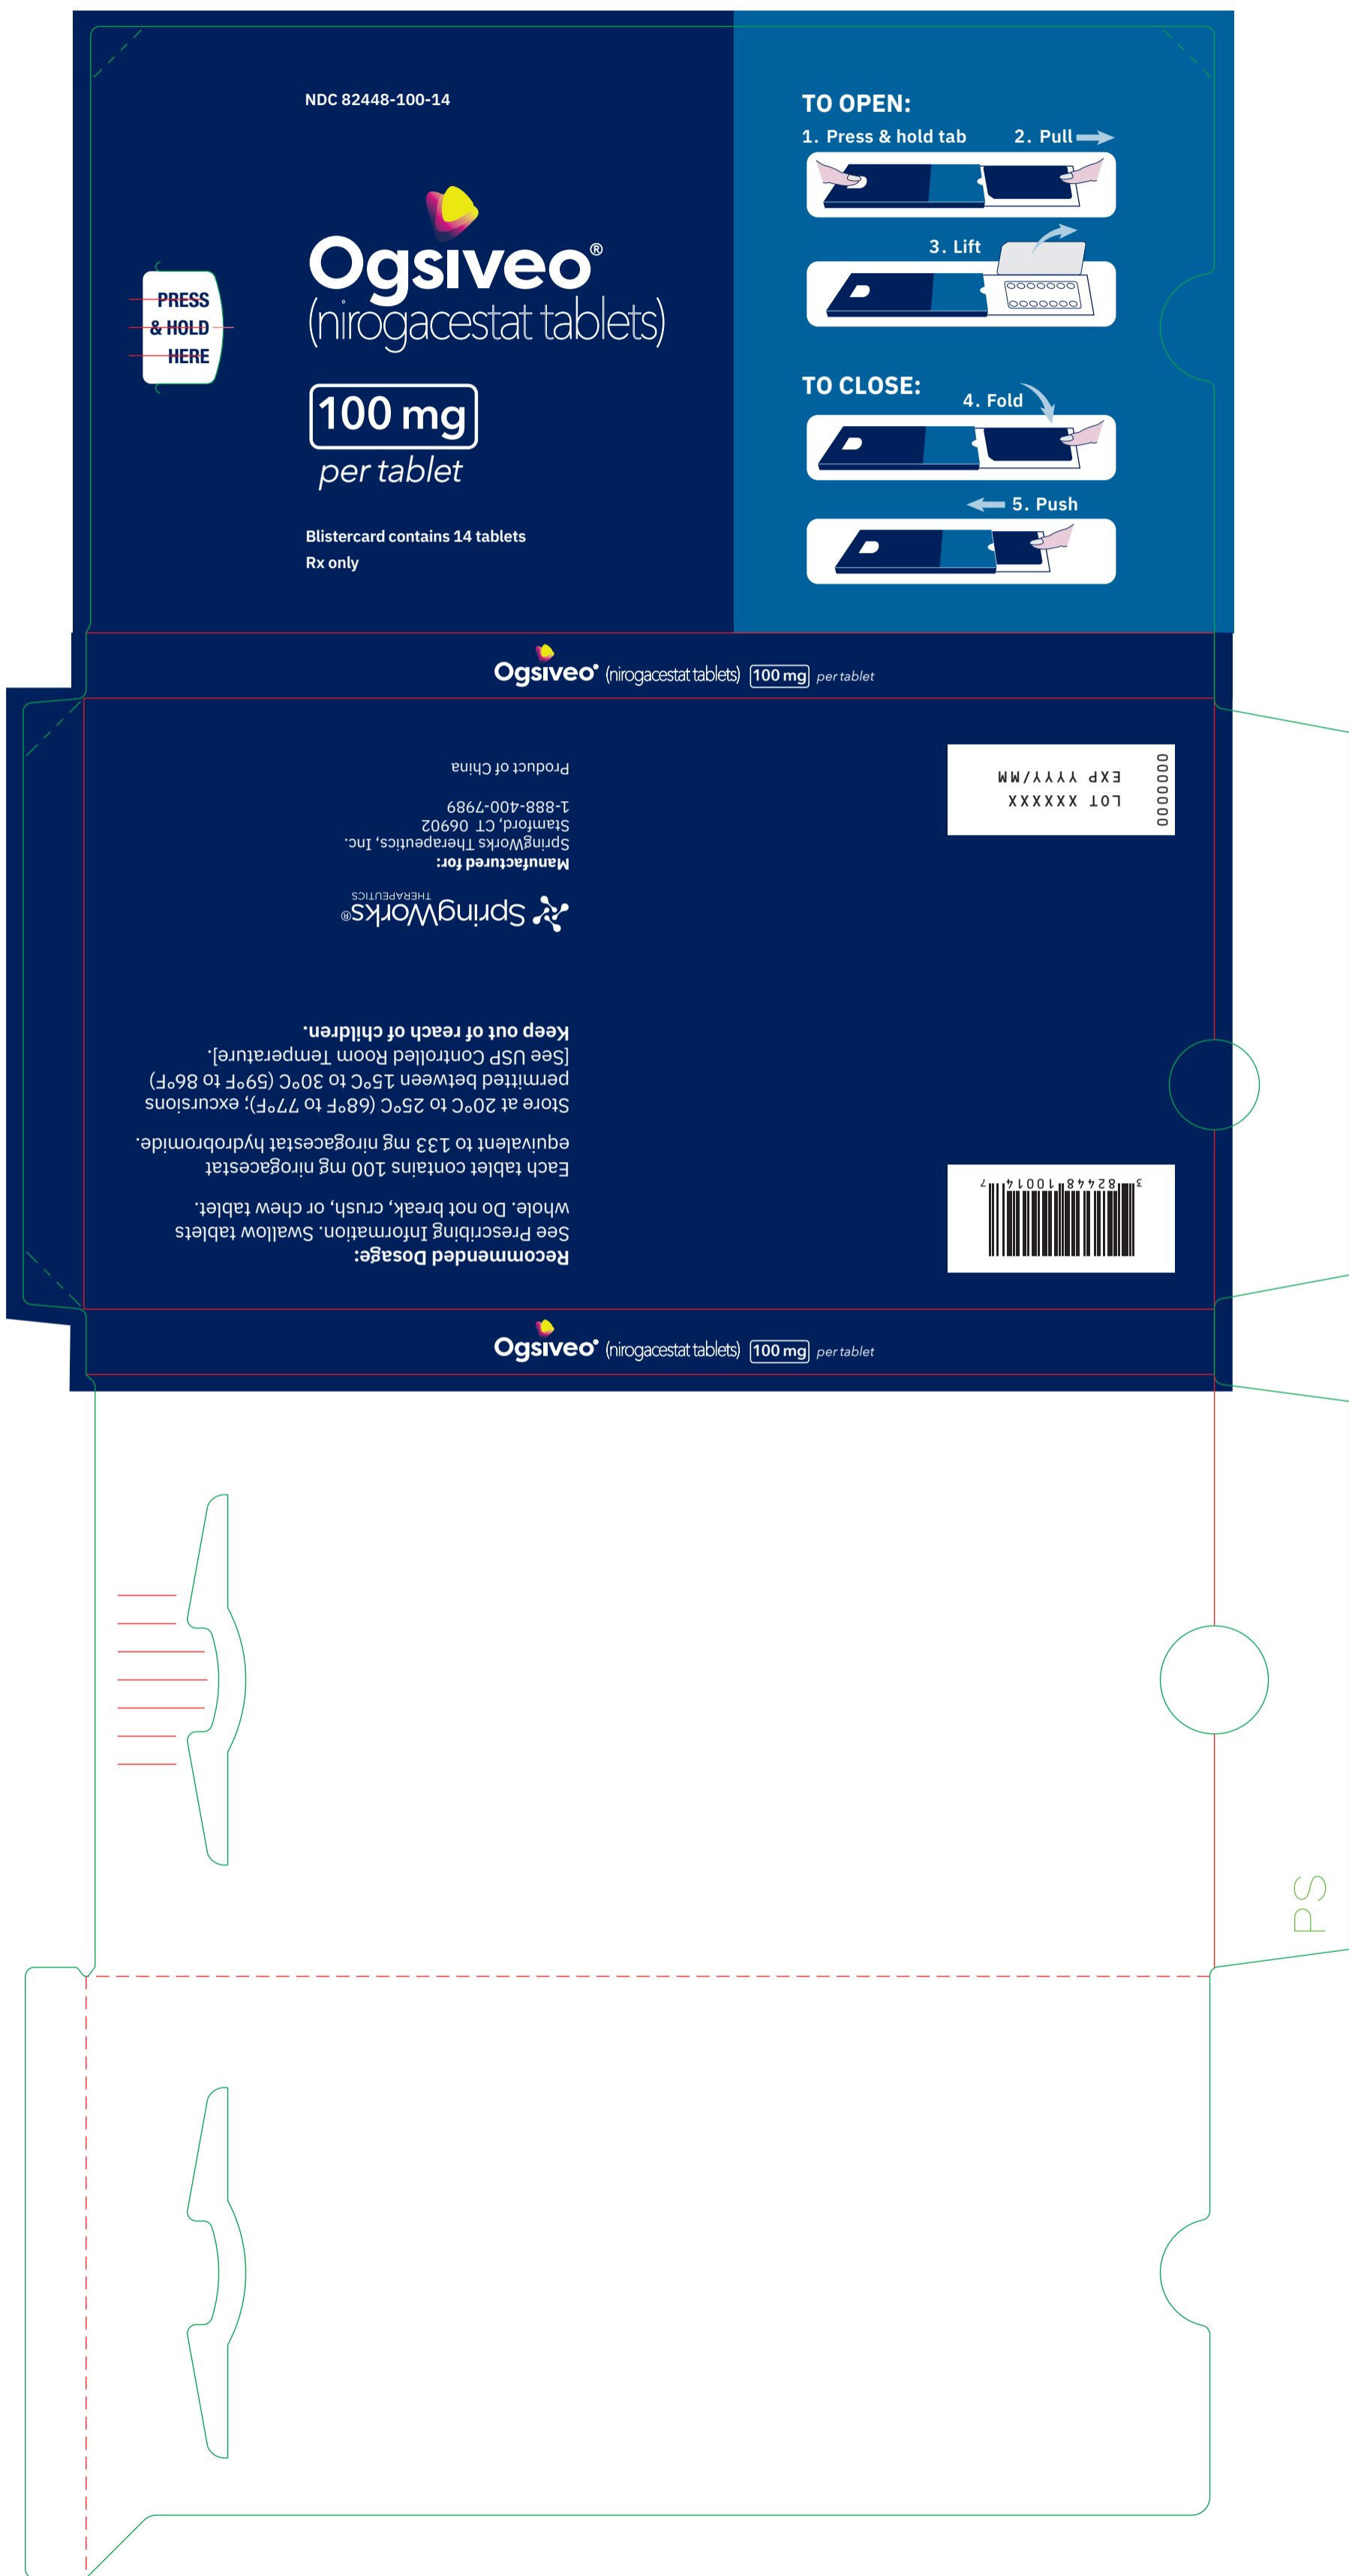 NDC 82448-100-14
Ogsiveo®
(nirogacestat tablets)
100 mg
per tablet
Blistercard contains 14 tablets
Rx only
PRESS
& HOLD
HERE
TO OPEN:
1. Press & hold tab 2. Pull
3. Lift
TO CLOSE:
4. Fold
5. Push
Ogsiveo® (nirogacestat tablets) 100 mg per tablet
Recommended Dosage:
See Prescribing Information. Swallow tablets
whole. Do not break, crush, or chew tablet.
Each tablet contains 100 mg nirogacestat
equivalent to 133 mg nirogacestat hydrobromide.
Store at 20°C to 25°C (68°F to 77°F); excursions
permitted between 15°C to 30°C (59°F to 86°F)
[See USP Controlled Room Temperature].
Keep out of reach of children.
SpringWorks®
THERAPEUTICS
Manufactured for:
SpringWorks Therapeutics, Inc.
Stamford, CT 06902
1-888-400-7989
Product of China
3 82448 10014 7
LOT XXXXXX
EXP YYYY/MM
0000000
Ogsiveo® (nirogacestat tablets) 100 mg per tablet
PS